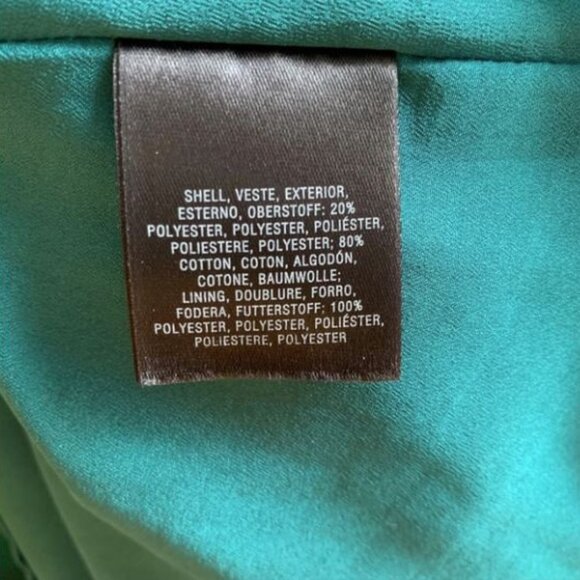 SHELL, VESTE, EXTERIOR,
ESTERNO, OBERSTOFF: 20%
POLYESTER, POLYESTER, POLIÉSTER,
POLIESTERE, POLYESTER; 80%
COTTON, COTON, ALGODÓN,
COTONE, BAUMWOLLE;
LINING, DOUBLURE, FORRO,
FODERA, FUTTERSTOFF: 100%
POLYESTER, POLYESTER, POLIÉSTER,
POLIESTERE, POLYESTER